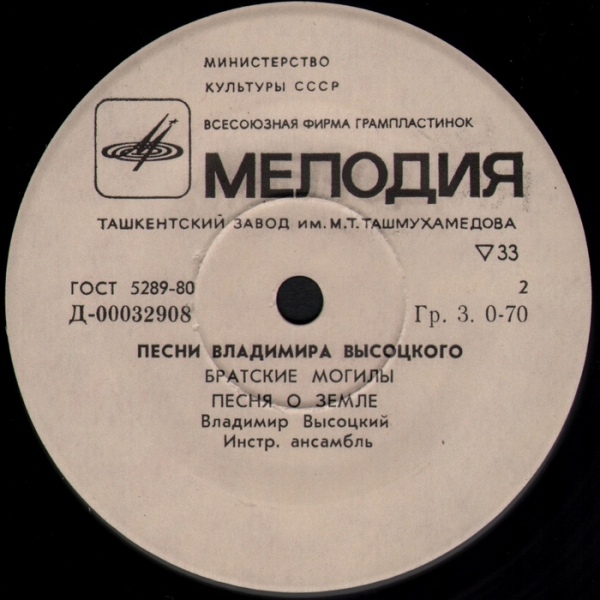 МИНИСТЕРСТВО
КУЛЬТУРЫ СССР
ВСЕСОЮЗНАЯ ФИРМА ГРАМПЛАСТИНОК
МЕЛОДИЯ
ТАШКЕНТСКИЙ ЗАВОД им. М.Т. ТАШМУХАМЕДОВА
▽33
ГОСТ 5289-80 2
Д-00032908 Гр. 3. 0-70
ПЕСНИ ВЛАДИМИРА ВЫСОЦКОГО
БРАТСКИЕ МОГИЛЫ
ПЕСНЯ О ЗЕМЛЕ
Владимир Высоцкий
Инстр. ансамбль